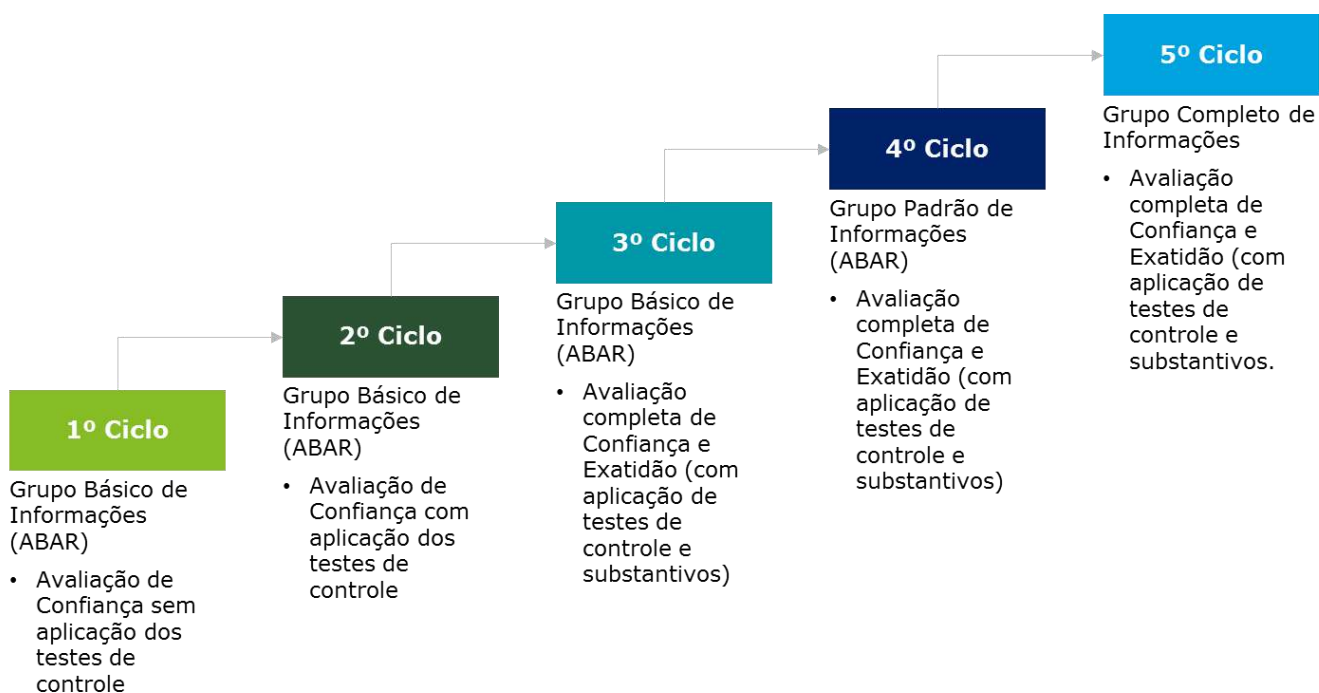 1º Ciclo
Grupo Básico de
Informações
(ABAR)
• Avaliação de
Confiança sem
aplicação dos
testes de
controle
2º Ciclo
Grupo Básico de
Informações
(ABAR)
• Avaliação de
Confiança com
aplicação dos
testes de
controle
3º Ciclo
Grupo Básico de
Informações
(ABAR)
• Avaliação
completa de
Confiança e
Exatidão (com
aplicação de
testes de
controle e
substantivos)
4º Ciclo
Grupo Padrão de
Informações
(ABAR)
• Avaliação
completa de
Confiança e
Exatidão (com
aplicação de
testes de
controle e
substantivos)
5º Ciclo
Grupo Completo de
Informações
• Avaliação
completa de
Confiança e
Exatidão (com
aplicação de
testes de
controle e
substantivos.